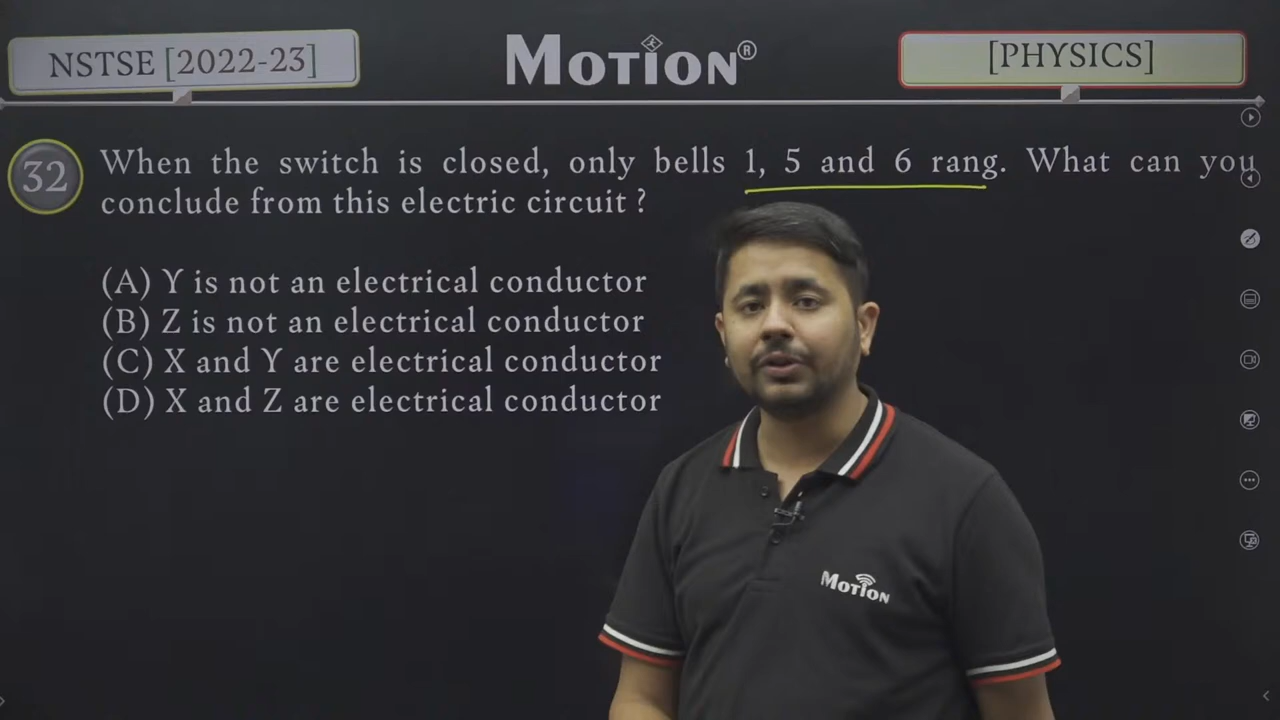 NSTSE [2022-23]
MOTION®
[PHYSICS]
32
When the switch is closed, only bells 1, 5 and 6 rang. What can you
conclude from this electric circuit ?
(A) Y is not an electrical conductor
(B) Z is not an electrical conductor
(C) X and Y are electrical conductor
(D) X and Z are electrical conductor
MOTION